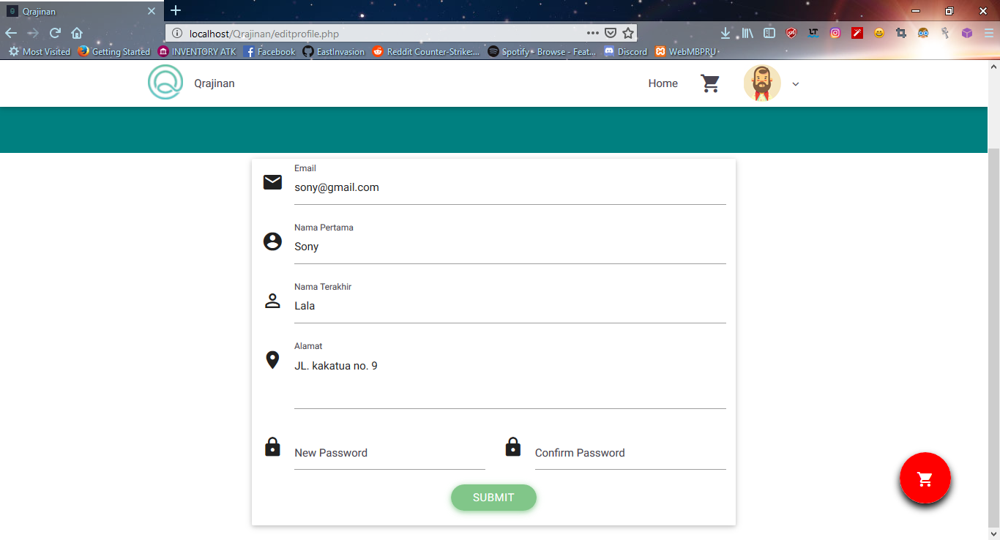 Qrajinan
localhost/Qrajinan/editprofile.php
LT
Most Visited Getting Started INVENTORY ATK Facebook EastInvasion Reddit Counter-Strike:... Spotify - Browse - Feat... Discord WebMBPRU
Qrajinan Home
Email
sony@gmail.com
Nama Pertama
Sony
Nama Terakhir
Lala
Alamat
JL. kakatua no. 9
New Password Confirm Password
SUBMIT